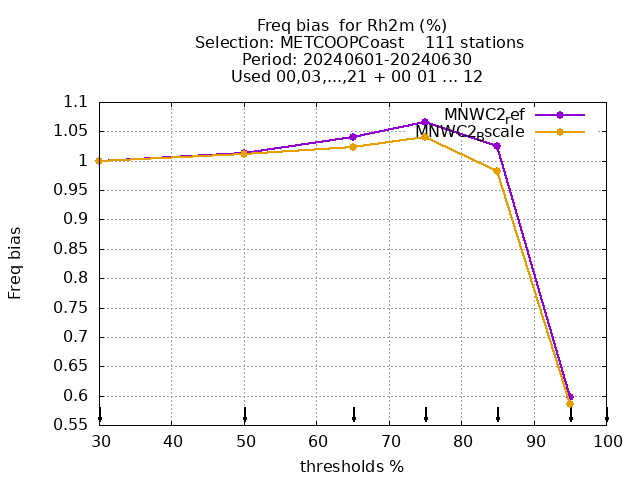 Freq bias  for Rh2m (%)
Selection: METCOOPCoast    111 stations
Period: 20240601-20240630
Used 00,03,...,21 + 00 01 ... 12
MNWC2ref
MNWC2Bscale
1.1
1.05
1
0.95
0.9
0.85
0.8
0.75
0.7
0.65
0.6
0.55
Freq bias
30 40 50 60 70 80 90 100
thresholds %